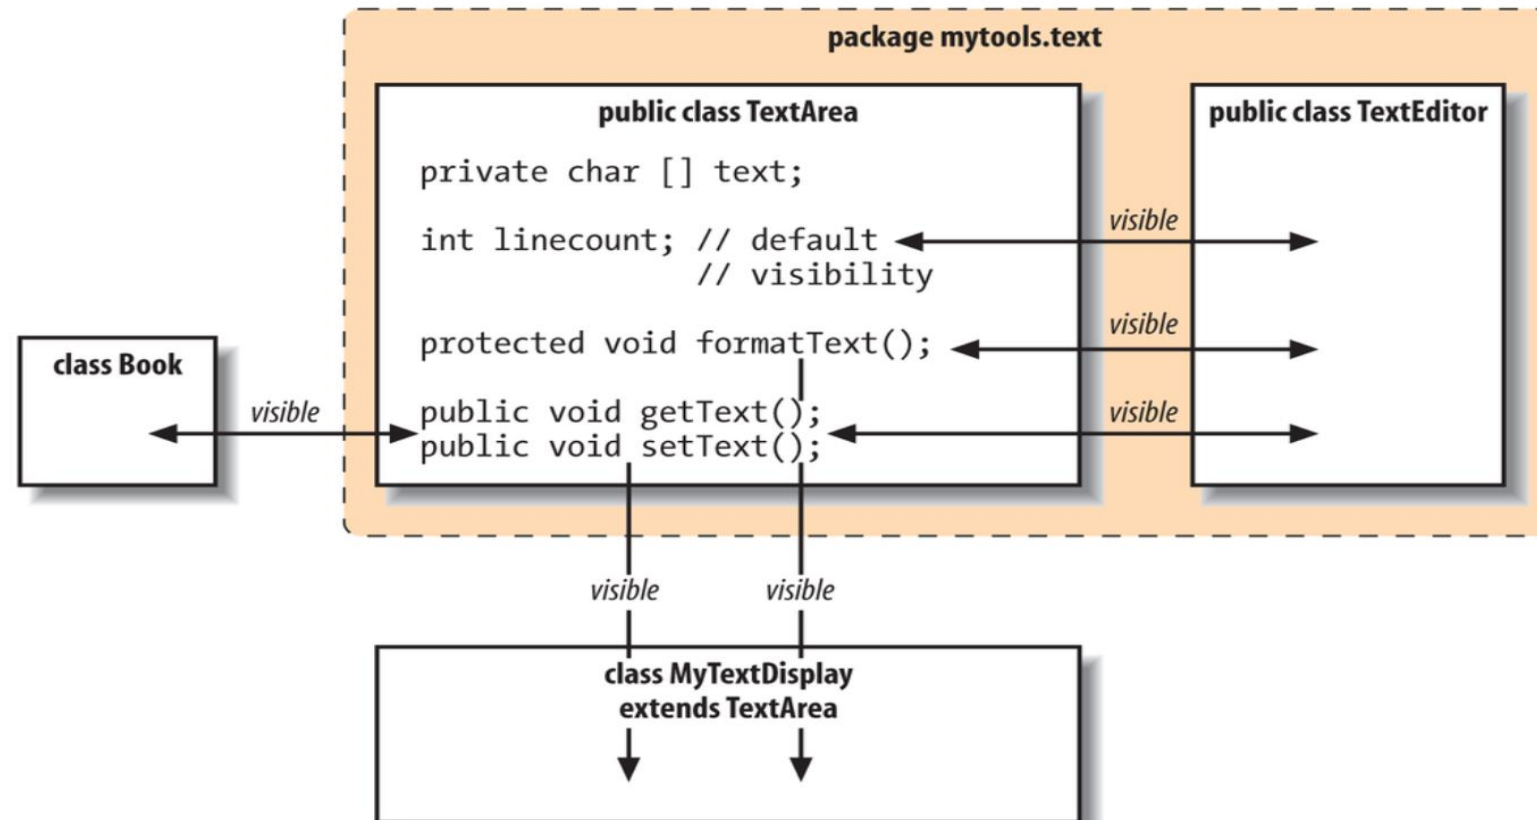 package mytools.text
public class TextArea
public class TextEditor
private char [] text;
visible
int linecount; // default
// visibility
visible
protected void formatText();
class Book
visible
public void getText();
visible
public void setText();
visible
visible
class MyTextDisplay
extends TextArea